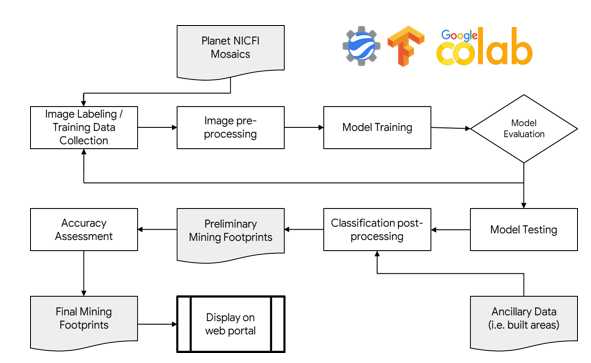 Planet NICFI
Mosaics
Google
colab
Image Labeling /
Training Data
Collection
Image pre-
processing
Model Training
Model
Evaluation
Accuracy
Assessment
Preliminary
Mining Footprints
Classification post-
processing
Model Testing
Final Mining
Footprints
Display on
web portal
Ancillary Data
(i.e. built areas)